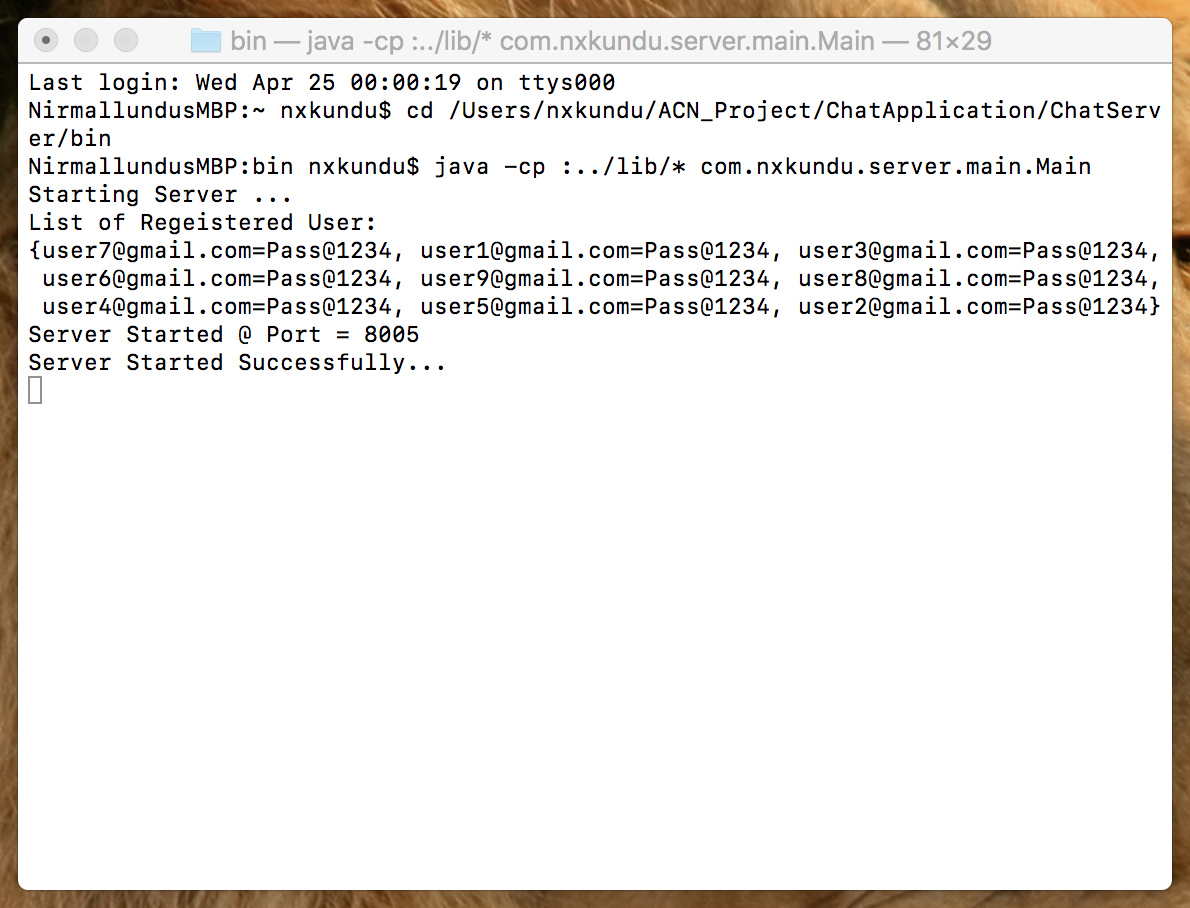 bin — java -cp :../lib/* com.nxkundu.server.main.Main — 81×29
Last login: Wed Apr 25 00:00:19 on ttys000
NirmallundusMBP:~ nxkundu$ cd /Users/nxkundu/ACN_Project/ChatApplication/ChatServ
er/bin
NirmallundusMBP:bin nxkundu$ java -cp :../lib/* com.nxkundu.server.main.Main
Starting Server ...
List of Regeistered User:
{user7@gmail.com=Pass@1234, user1@gmail.com=Pass@1234, user3@gmail.com=Pass@1234,
 user6@gmail.com=Pass@1234, user9@gmail.com=Pass@1234, user8@gmail.com=Pass@1234,
 user4@gmail.com=Pass@1234, user5@gmail.com=Pass@1234, user2@gmail.com=Pass@1234}
Server Started @ Port = 8005
Server Started Successfully...